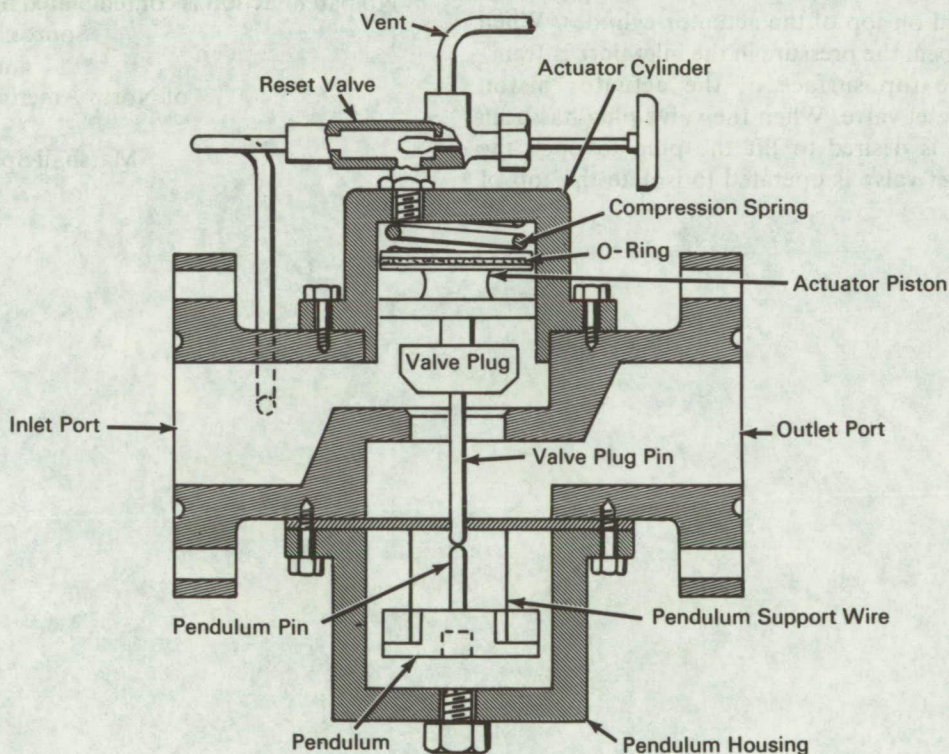 Vent
Actuator Cylinder
Reset Valve
Compression Spring
O-Ring
Actuator Piston
Valve Plug
Inlet Port
Outlet Port
Valve Plug Pin
Pendulum Pin
Pendulum Support Wire
Pendulum
Pendulum Housing